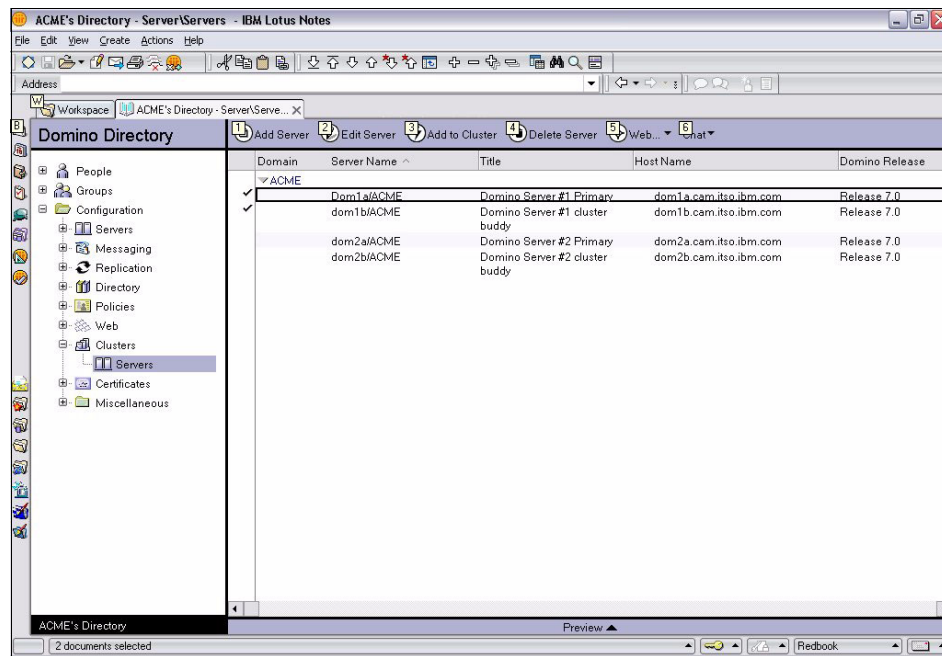 ACME's Directory - Server\Servers - IBM Lotus Notes
File Edit View Create Actions Help
Address
W Workspace ACME's Directory - Server\Serve... X
B
Domino Directory
1 Add Server 2 Edit Server 3 Add to Cluster 4 Delete Server 5 Web... 6 Chat
People
Groups
Configuration
Servers
Messaging
Replication
Directory
Policies
Web
Clusters
Servers
Certificates
Miscellaneous
Domain Server Name Title Host Name Domino Release
ACME
Dom1a/ACME Domino Server #1 Primary dom1a.cam.itso.ibm.com Release 7.0
dom1b/ACME Domino Server #1 cluster dom1b.cam.itso.ibm.com Release 7.0
buddy
dom2a/ACME Domino Server #2 Primary dom2a.cam.itso.ibm.com Release 7.0
dom2b/ACME Domino Server #2 cluster dom2b.cam.itso.ibm.com Release 7.0
buddy
ACME's Directory
Preview
2 documents selected
Redbook